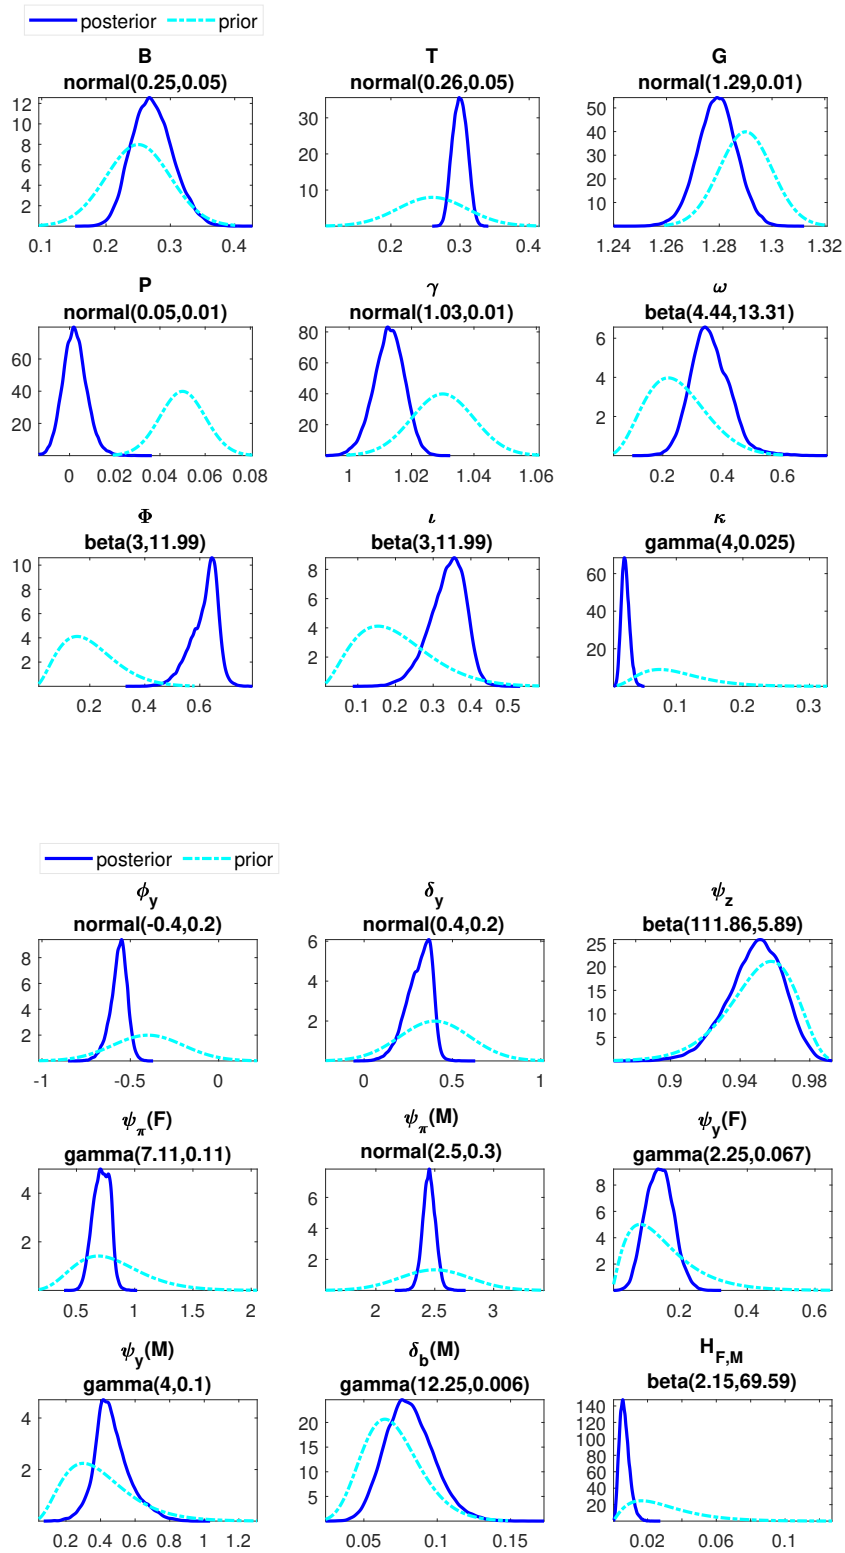 posterior prior
B T G
normal(0.25,0.05) normal(0.26,0.05) normal(1.29,0.01)
12 10 8 6 4 2
30 20 10
50 40 30 20 10
0.1 0.2 0.3 0.4
0.2 0.3 0.4
1.24 1.26 1.28 1.3 1.32
P γ ω
normal(0.05,0.01) normal(1.03,0.01) beta(4.44,13.31)
60 40 20
80 60 40 20
6 4 2
0 0.02 0.04 0.06 0.08
1 1.02 1.04 1.06
0.2 0.4 0.6
Φ ι κ
beta(3,11.99) beta(3,11.99) gamma(4,0.025)
10 8 6 4 2
8 6 4 2
60 40 20
0.2 0.4 0.6
0.1 0.2 0.3 0.4 0.5
0.1 0.2 0.3
posterior prior
ϕy δy ψz
normal(-0.4,0.2) normal(0.4,0.2) beta(111.86,5.89)
8 6 4 2
6 4 2
25 20 15 10 5
-1 -0.5 0
0 0.5 1
0.9 0.94 0.98
ψπ(F) ψπ(M) ψy(F)
gamma(7.11,0.11) normal(2.5,0.3) gamma(2.25,0.067)
4 2
6 4 2
8 6 4 2
0.5 1 1.5 2
2 2.5 3
0.2 0.4 0.6
ψy(M) δb(M) HF,M
gamma(4,0.1) gamma(12.25,0.006) beta(2.15,69.59)
4 2
20 15 10 5
140 120 100 80 60 40 20
0.2 0.4 0.6 0.8 1 1.2
0.05 0.1 0.15
0.02 0.06 0.1